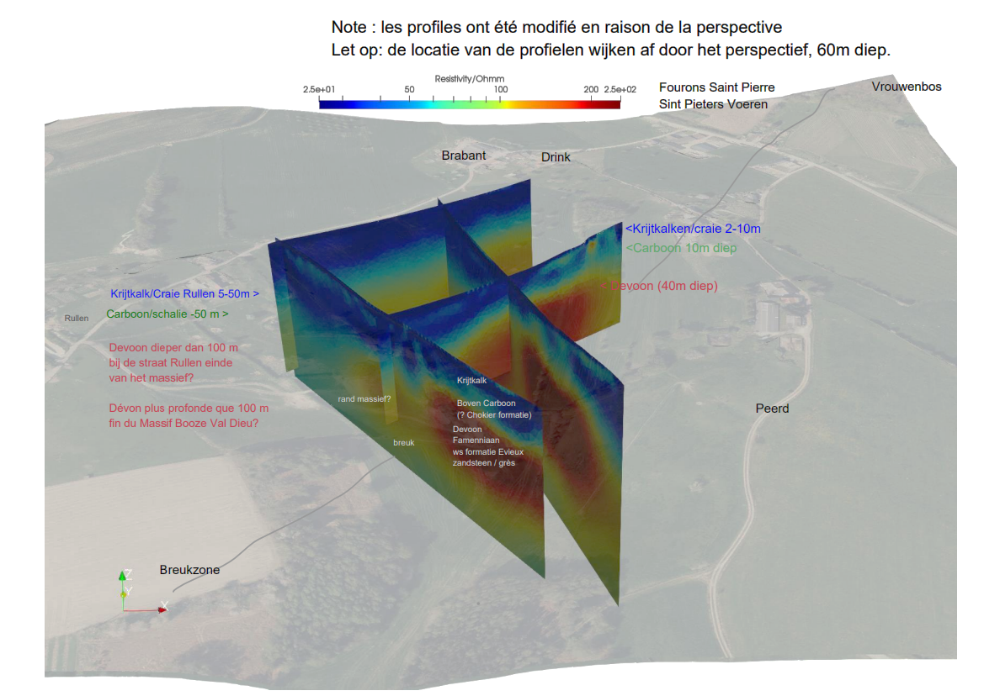 Note : les profiles ont été modifié en raison de la perspective
Let op: de locatie van de profielen wijken af door het perspectief, 60m diep.
Resistivity/Ohmm
2.5e+01 50 100 200 2.5e+02
Fourons Saint Pierre
Sint Pieters Voeren
Vrouwenbos
Brabant
Drink
<Krijtkalken/craie 2-10m
<Carboon 10m diep
< Devoon (40m diep)
Krijtkalk/Craie Rullen 5-50m >
Carboon/schalie -50 m >
Rullen
Devoon dieper dan 100 m
bij de straat Rullen einde
van het massief?
Dévon plus profonde que 100 m
fin du Massif Booze Val Dieu?
rand massief?
breuk
Krijtkalk
Boven Carboon
(? Chokier formatie)
Devoon
Famenniaan
ws formatie Evieux
zandsteen / grès
Peerd
Breukzone
Z
Y
X